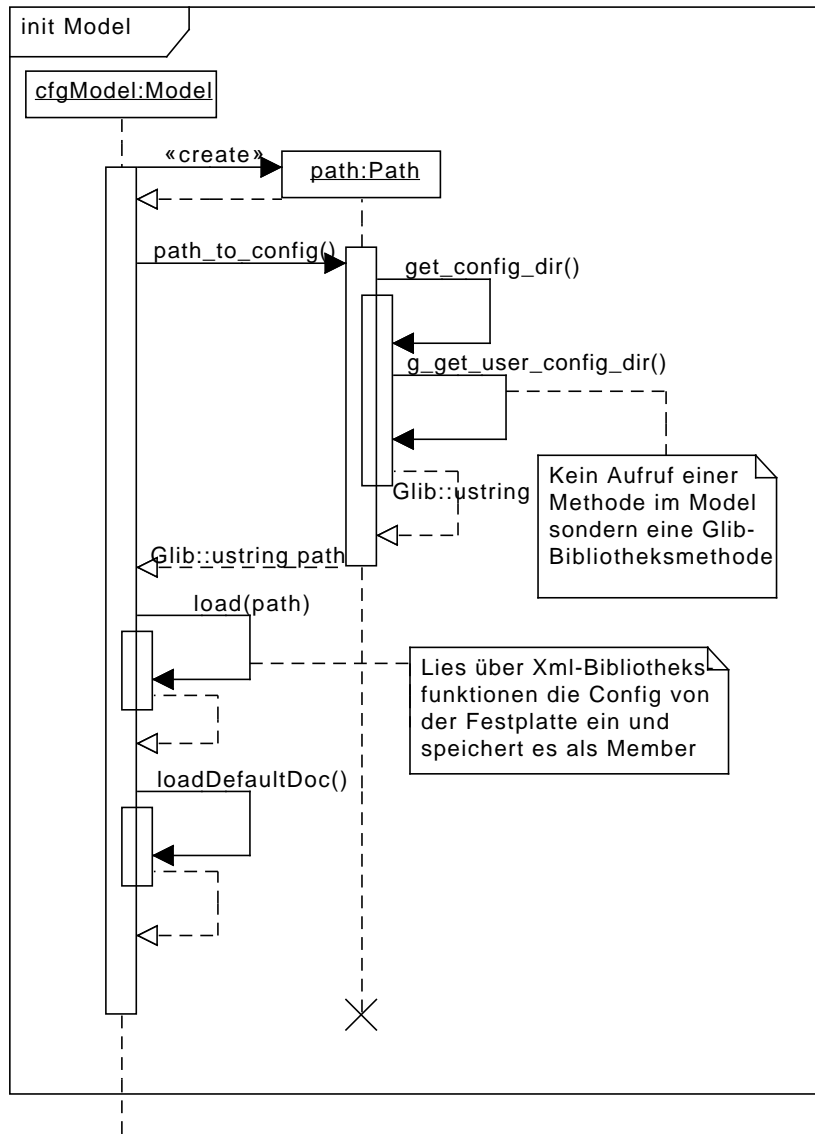 init Model
cfgModel:Model
«create»
path:Path
path_to_config()
get_config_dir()
g_get_user_config_dir()
Glib::ustring
Kein Aufruf einer
Methode im Model
sondern eine Glib-
Bibliotheksmethode
Glib::ustring path
load(path)
Lies über Xml-Bibliotheks-
funktionen die Config von
der Festplatte ein und
speichert es als Member
loadDefaultDoc()